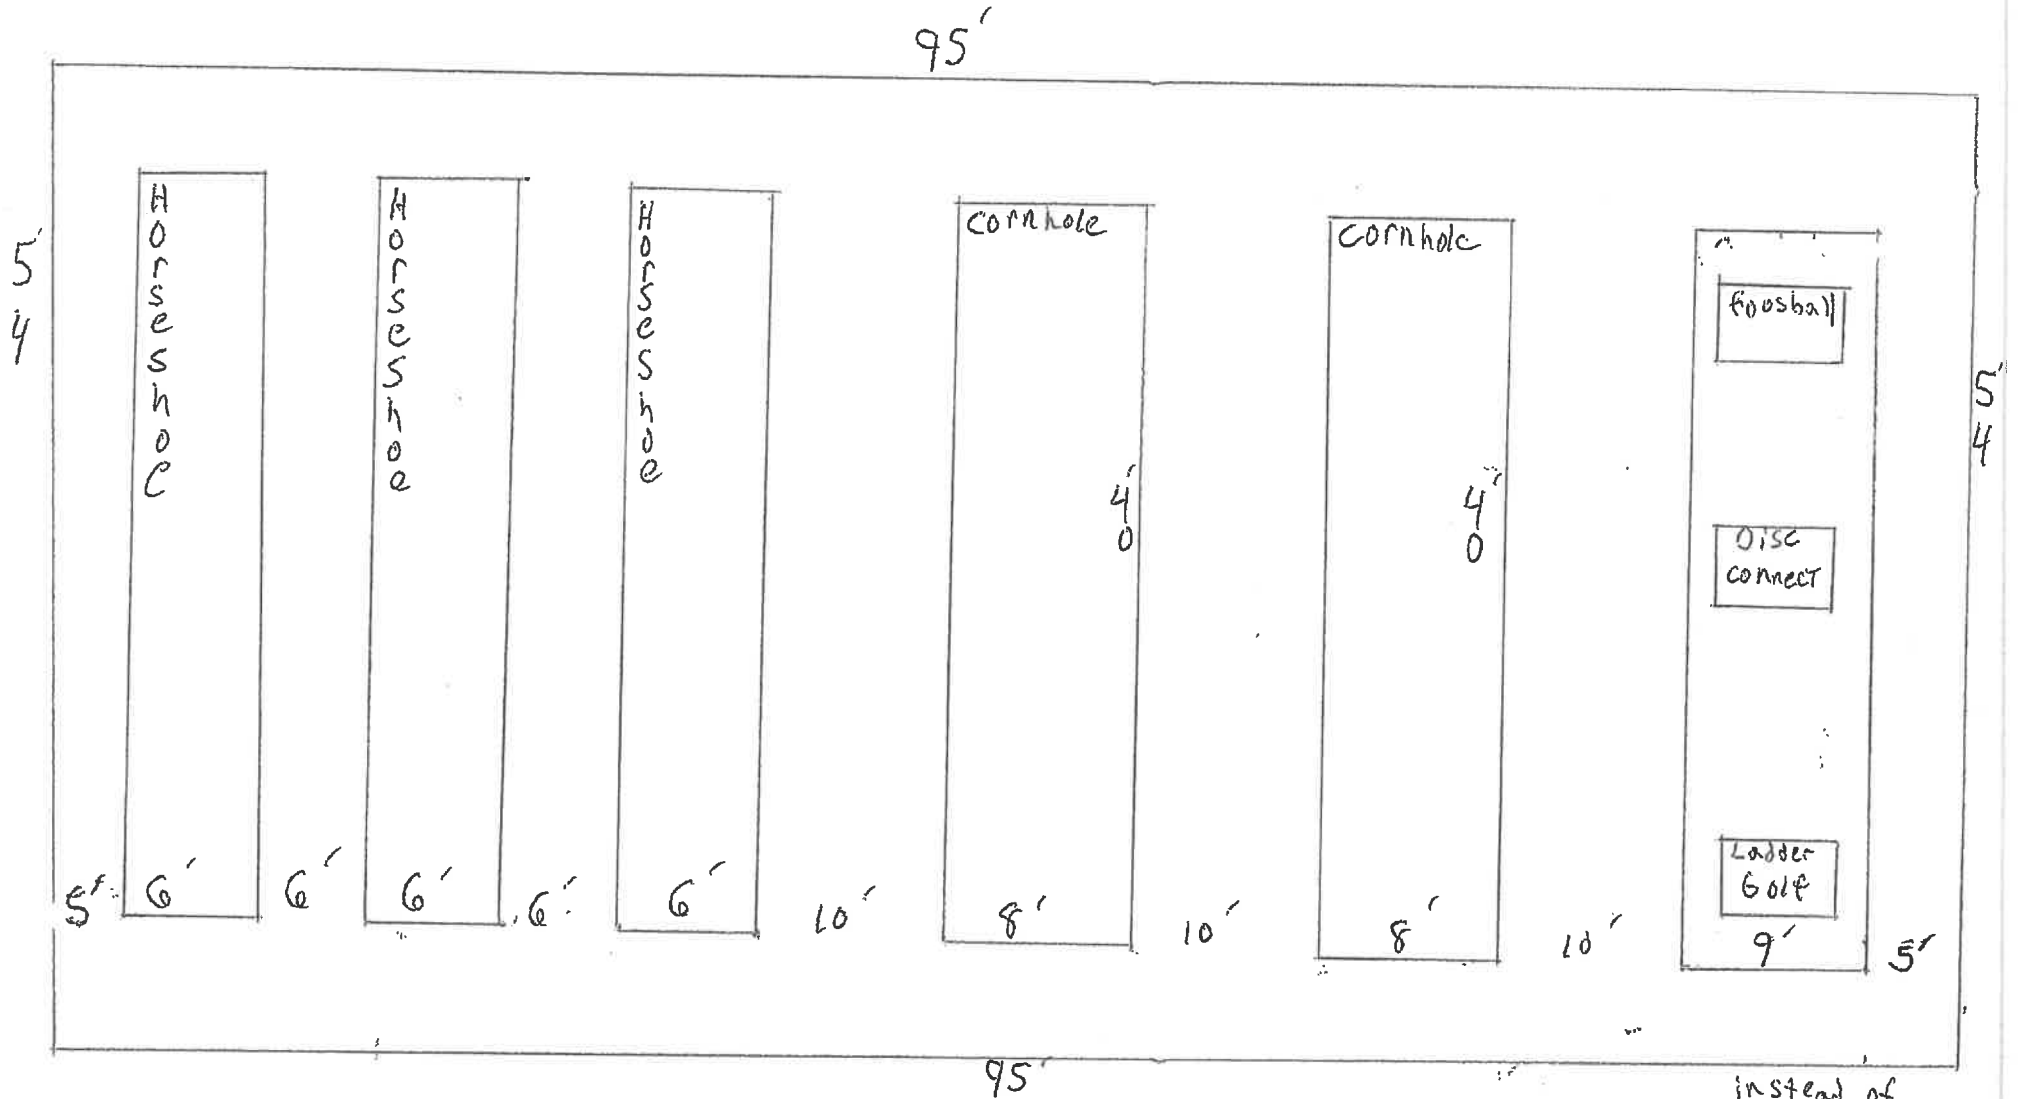 95'
Horseshoe
Horseshoe
Horseshoe
cornhole
cornhole
foosball
54'
54'
40'
40'
Disc
connect
Ladder
Golf
5' 6' 6' 6' 6' 6' 10' 8' 10' 8' 10' 9' 5'
95'
instead of